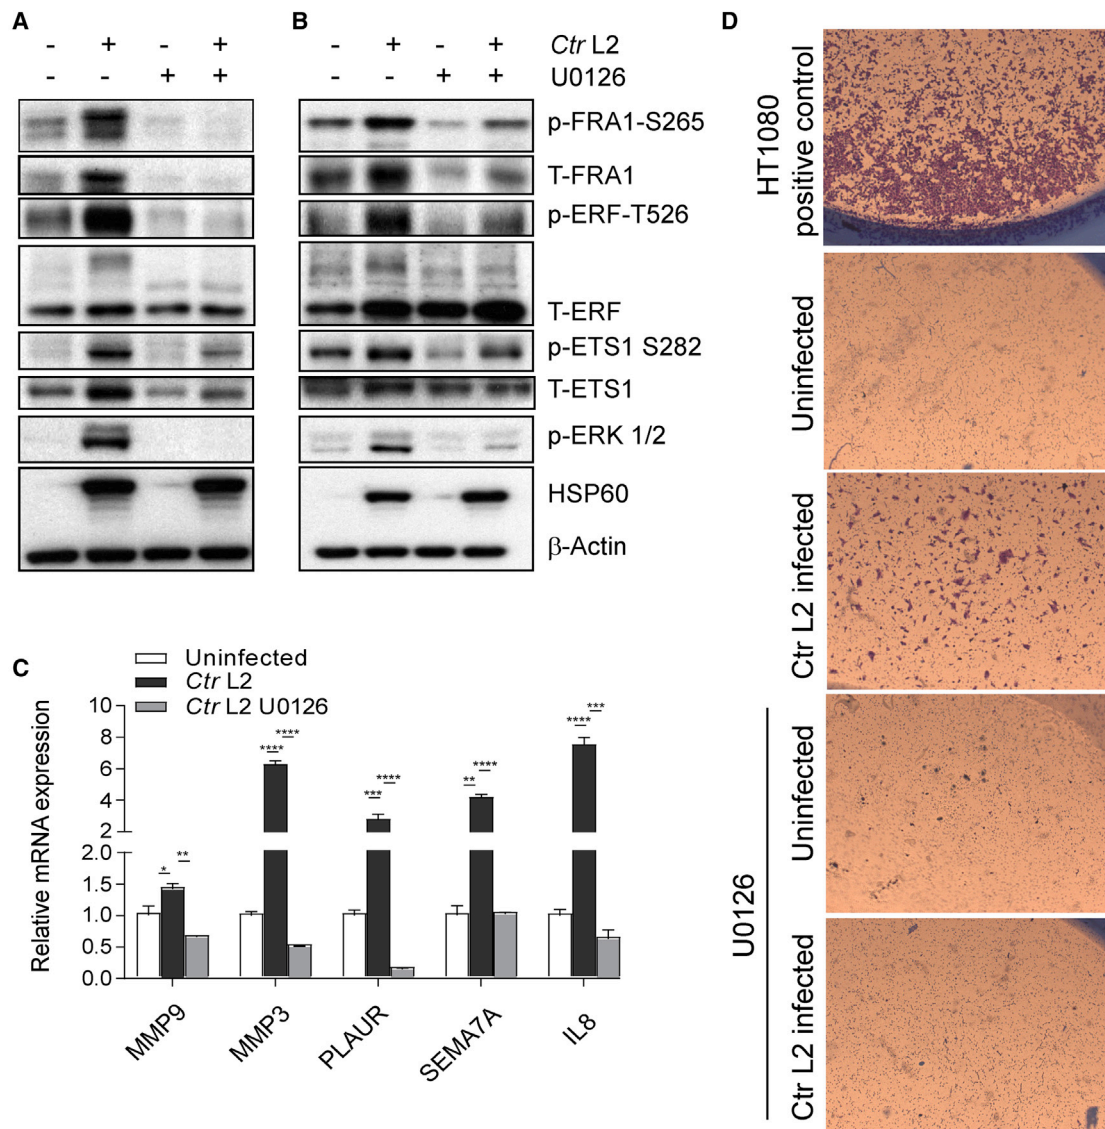 A
B
D
- + - +
- + - +
Ctr L2
- - + +
- - + +
U0126
p-FRA1-S265
T-FRA1
p-ERF-T526
T-ERF
p-ETS1 S282
T-ETS1
p-ERK 1/2
HSP60
β-Actin
HT1080
positive control
Uninfected
Ctr L2 infected
U0126
Uninfected
Ctr L2 infected
C
Uninfected
Ctr L2
Ctr L2 U0126
Relative mRNA expression
10
8
6
4
2
2.0
1.5
1.0
0.5
0.0
* **
**** ****
*** ****
** ****
**** ***
MMP9
MMP3
PLAUR
SEMA7A
IL8